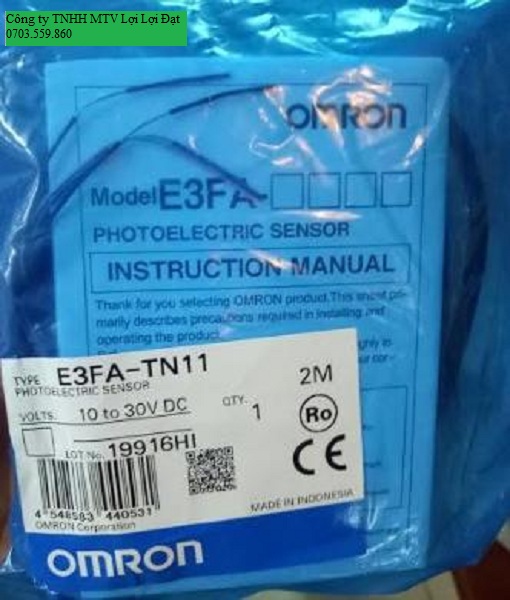 Công ty TNHH MTV Lợi Lợi Đạt
0703.559.860
OMRON
Model E3FA-□□□□
PHOTOELECTRIC SENSOR
INSTRUCTION MANUAL
Thank for you selecting OMRON product.This sheet pri-
marily describes precautions required in installing and
operating the product.
TYPE E3FA-TN11
PHOTOELECTRIC SENSOR
2M
VOLTS. 10 to 30V DC
QTY. 1
Ro
LOT No. 19916HI
CE
4 548583 440531
OMRON Corporation
MADE IN INDONESIA
OMRON